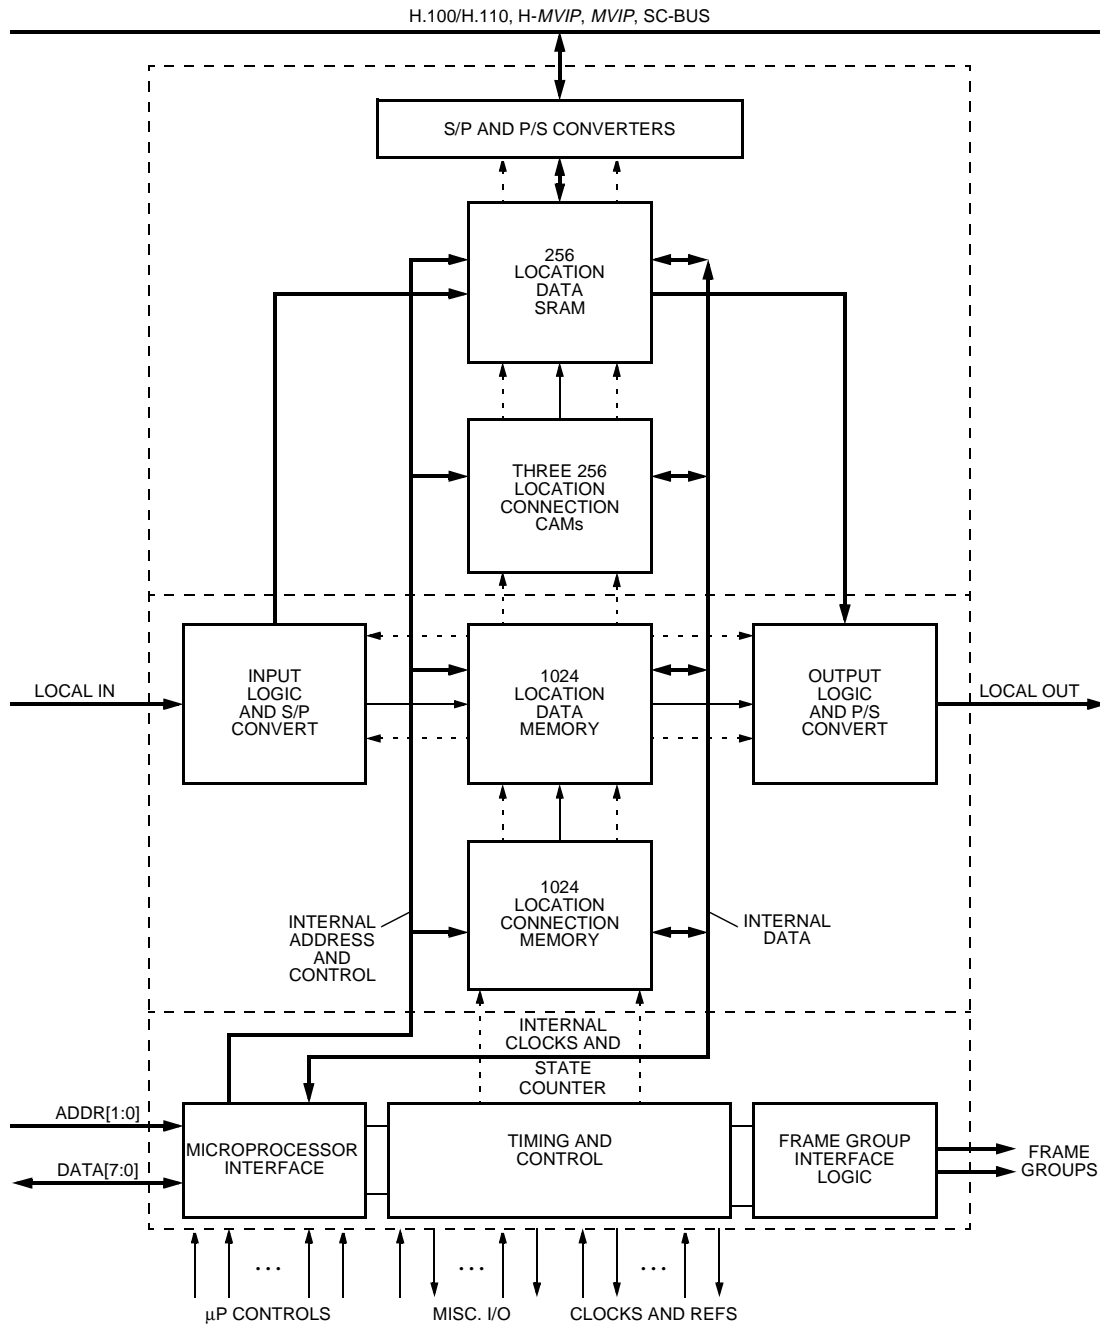 H.100/H.110, H-MVIP, MVIP, SC-BUS
S/P AND P/S CONVERTERS
256
LOCATION
DATA
SRAM
THREE 256
LOCATION
CONNECTION
CAMs
LOCAL IN
INPUT
LOGIC
AND S/P
CONVERT
1024
LOCATION
DATA
MEMORY
OUTPUT
LOGIC
AND P/S
CONVERT
LOCAL OUT
1024
LOCATION
CONNECTION
MEMORY
INTERNAL
ADDRESS
AND
CONTROL
INTERNAL
DATA
INTERNAL
CLOCKS AND
STATE
COUNTER
ADDR[1:0]
DATA[7:0]
MICROPROCESSOR
INTERFACE
TIMING AND
CONTROL
FRAME GROUP
INTERFACE
LOGIC
FRAME
GROUPS
...
...
...
µP CONTROLS
MISC. I/O
CLOCKS AND REFS